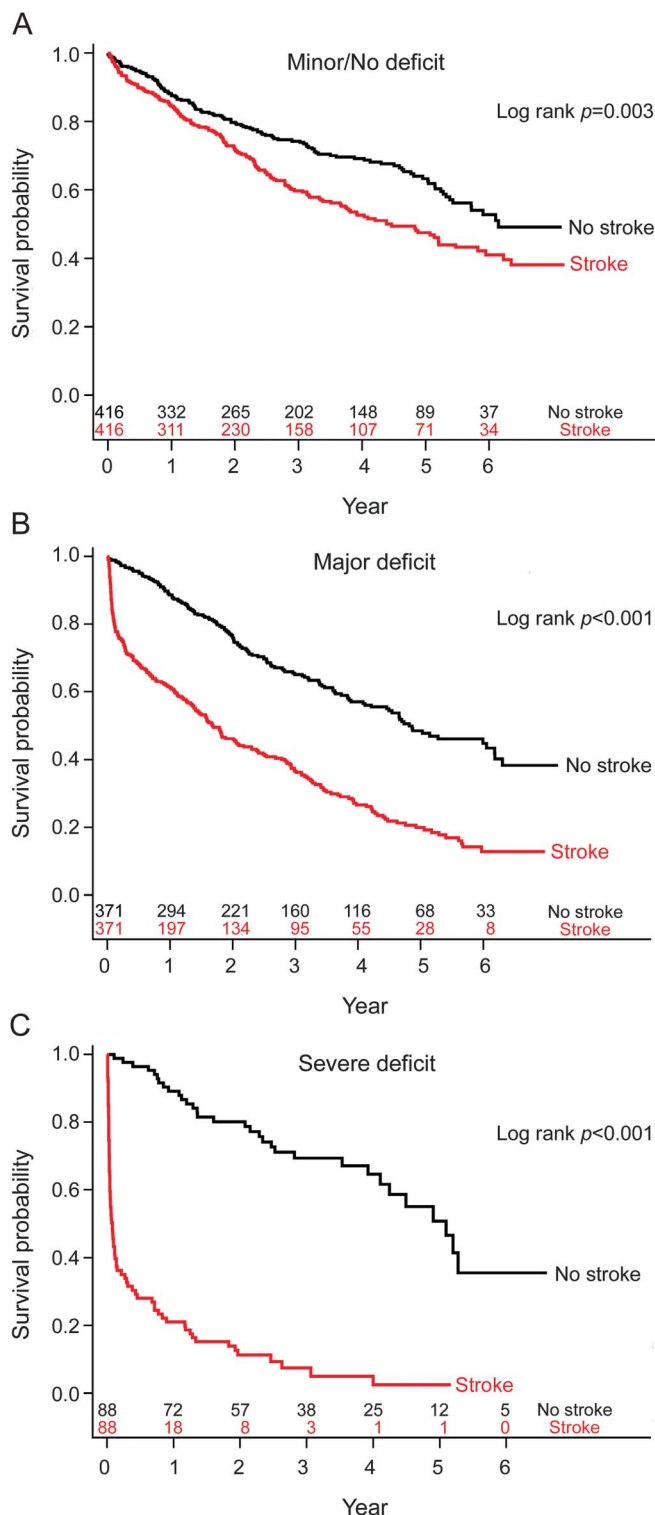 A
Minor/No deficit
Log rank p=0.003
Survival probability
1.0
0.8
0.6
0.4
0.2
0.0
No stroke
Stroke
416 332 265 202 148 89 37 No stroke
416 311 230 158 107 71 34 Stroke
0 1 2 3 4 5 6
Year
B
Major deficit
Log rank p<0.001
Survival probability
1.0
0.8
0.6
0.4
0.2
0.0
No stroke
Stroke
371 294 221 160 116 68 33 No stroke
371 197 134 95 55 28 8 Stroke
0 1 2 3 4 5 6
Year
C
Severe deficit
Log rank p<0.001
Survival probability
1.0
0.8
0.6
0.4
0.2
0.0
No stroke
Stroke
88 72 57 38 25 12 5 No stroke
88 18 8 3 1 1 0 Stroke
0 1 2 3 4 5 6
Year